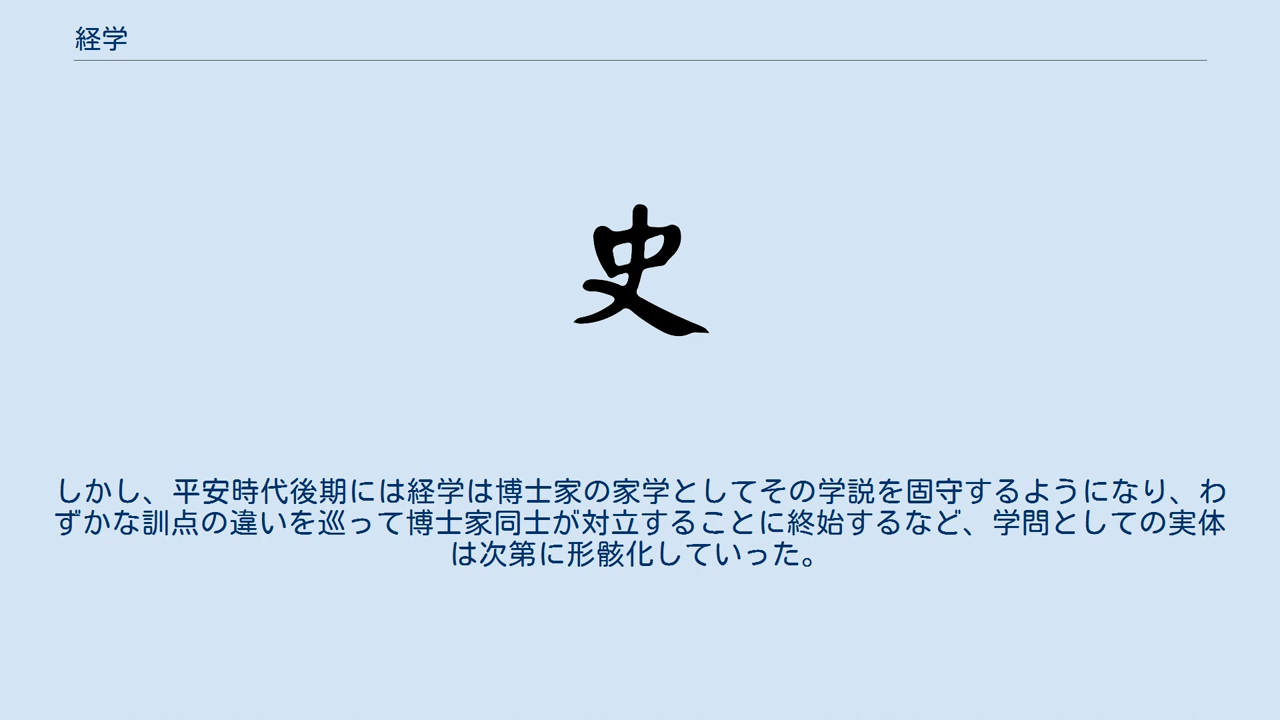 経学
史
しかし、平安時代後期には経学は博士家の家学としてその学説を固守するようになり、わ
ずかな訓点の違いを巡って博士家同士が対立することに終始するなど、学問としての実体
は次第に形骸化していった。